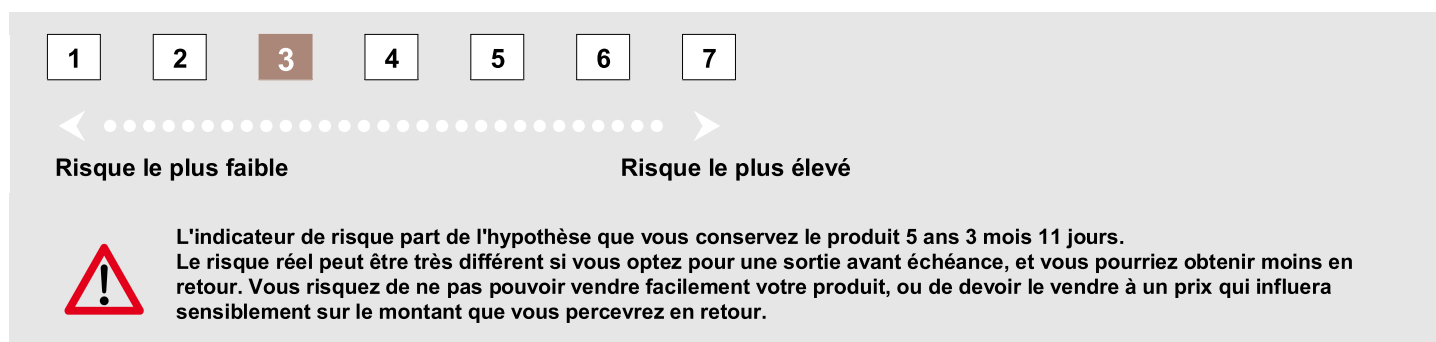 1 2 3 4 5 6 7
Risque le plus faible Risque le plus élevé
L'indicateur de risque part de l'hypothèse que vous conservez le produit 5 ans 3 mois 11 jours.
Le risque réel peut être très différent si vous optez pour une sortie avant échéance, et vous pourriez obtenir moins en
retour. Vous risquez de ne pas pouvoir vendre facilement votre produit, ou de devoir le vendre à un prix qui influera
sensiblement sur le montant que vous percevrez en retour.